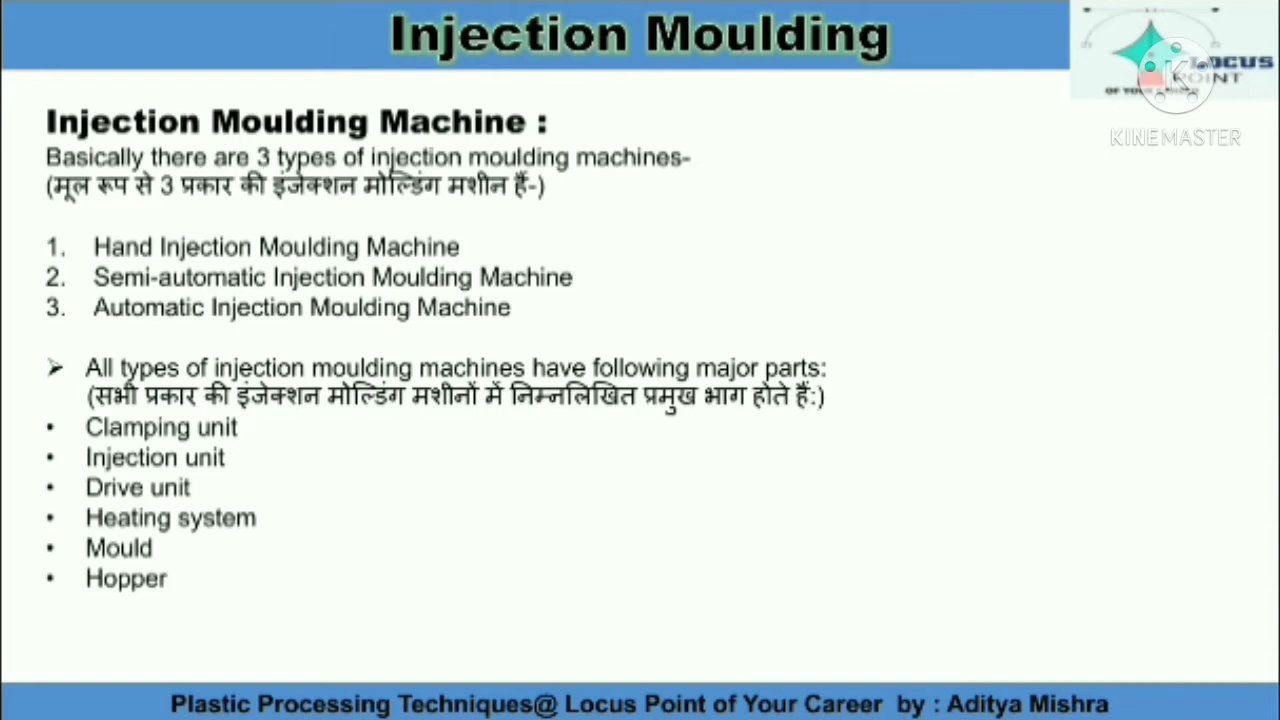 Injection Moulding
LOCUS
POINT
KINEMASTER
Injection Moulding Machine :
Basically there are 3 types of injection moulding machines-
(मूल रूप से 3 प्रकार की इंजेक्शन मोल्डिंग मशीन हैं-)
1. Hand Injection Moulding Machine
2. Semi-automatic Injection Moulding Machine
3. Automatic Injection Moulding Machine
➢ All types of injection moulding machines have following major parts:
(सभी प्रकार की इंजेक्शन मोल्डिंग मशीनों में निम्नलिखित प्रमुख भाग होते हैं:)
• Clamping unit
• Injection unit
• Drive unit
• Heating system
• Mould
• Hopper
Plastic Processing Techniques@ Locus Point of Your Career by : Aditya Mishra